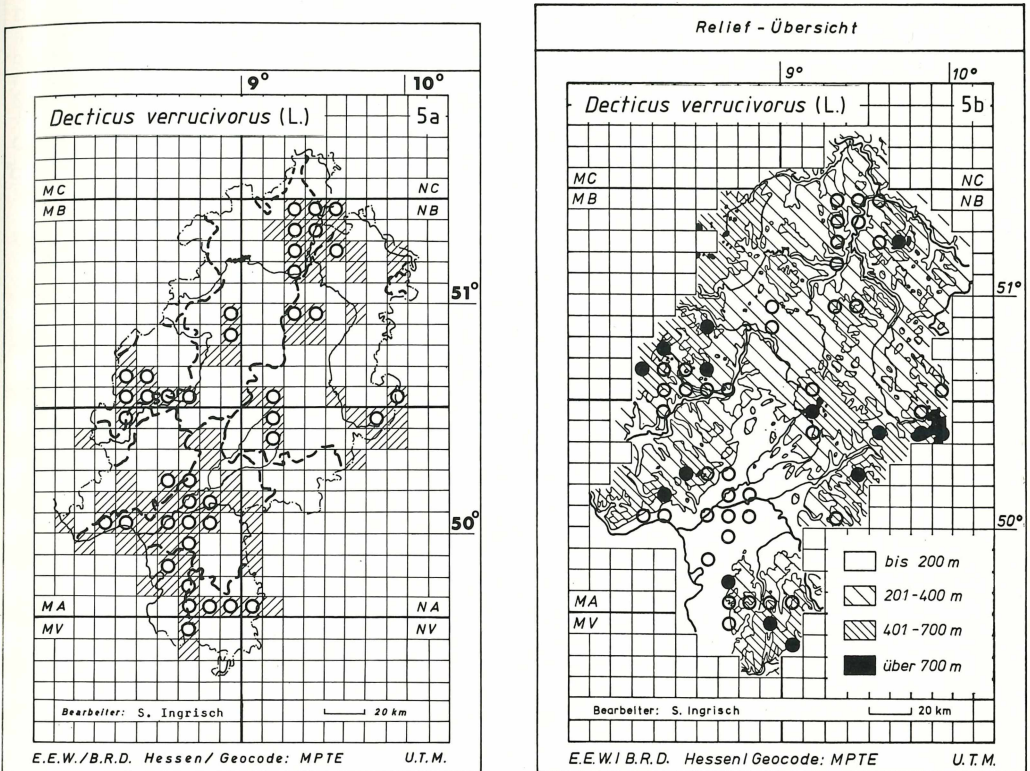 9° 10°
Decticus verrucivorus (L.) 5a
MC NC
MB NB
51°
50°
MA NA
MV NV
Bearbeiter: S. Ingrisch 20 km
E.E.W./B.R.D. Hessen/ Geocode: MPTE U.T.M.
Relief - Übersicht
9° 10°
Decticus verrucivorus (L.) 5b
MC NC
MB NB
51°
50°
bis 200 m
201-400 m
401-700 m
über 700 m
MA
MV
Bearbeiter: S. Ingrisch 20 km
E.E.W./ B.R.D. Hessen/ Geocode: MPTE U.T.M.